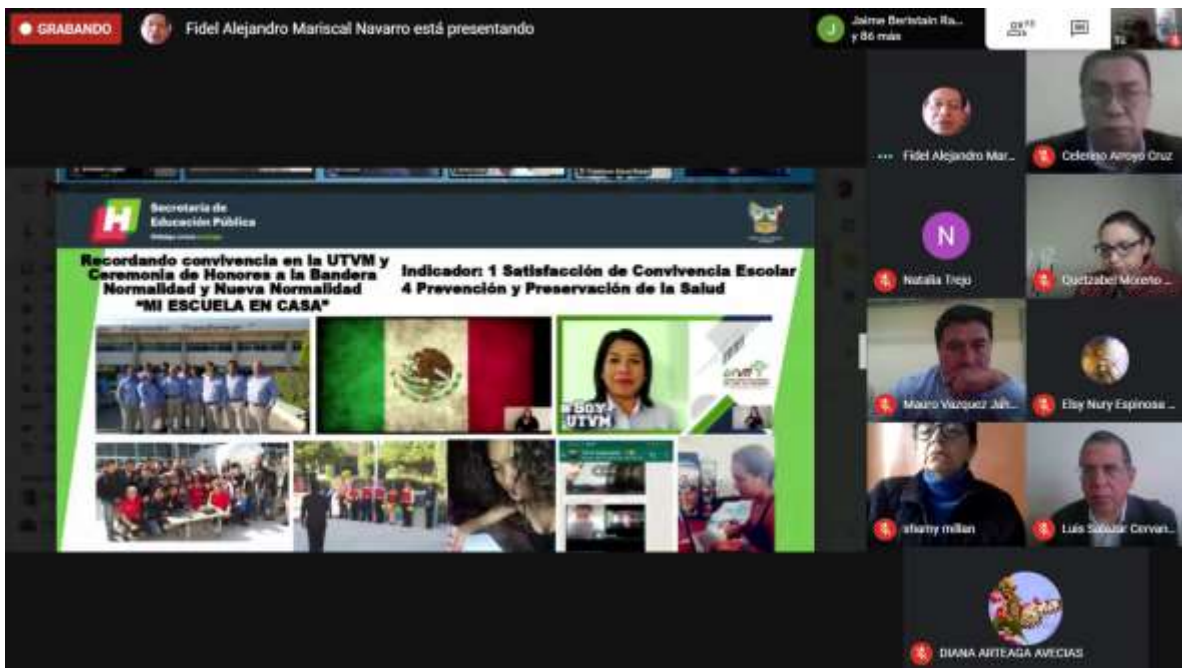 GRABANDO
Fidel Alejandro Mariscal Navarro está presentando
Jaime Beristain Ra...
y 86 más
Tú
Secretaría de
Educación Pública
Recordando convivencia en la UTVM y
Ceremonia de Honores a la Bandera
Normalidad y Nueva Normalidad
“MI ESCUELA EN CASA”
Indicador: 1 Satisfacción de Convivencia Escolar
4 Prevención y Preservación de la Salud
# SOY
UTVM
Fidel Alejandro Mar...
Celerino Arroyo Cruz
N
Natalia Trejo
Quetzabel Moreno ...
Mauro Vazquez Jah...
Elsy Nury Espinosa ...
sharny millan
Luis Salazar Cervan...
DIANA ARTEAGA AVECIAS